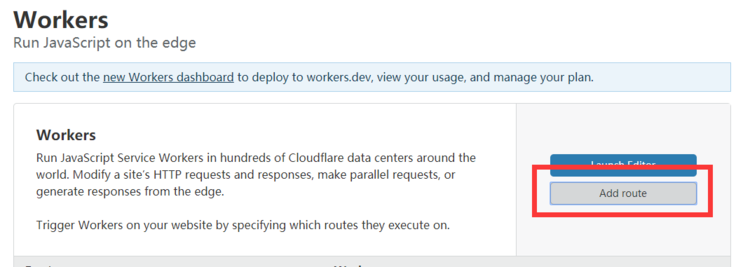 Workers
Run JavaScript on the edge
Check out the new Workers dashboard to deploy to workers.dev, view your usage, and manage your plan.
Workers
Run JavaScript Service Workers in hundreds of Cloudflare data centers around the
world. Modify a site's HTTP requests and responses, make parallel requests, or
generate responses from the edge.
Trigger Workers on your website by specifying which routes they execute on.
Launch Editor
Add route